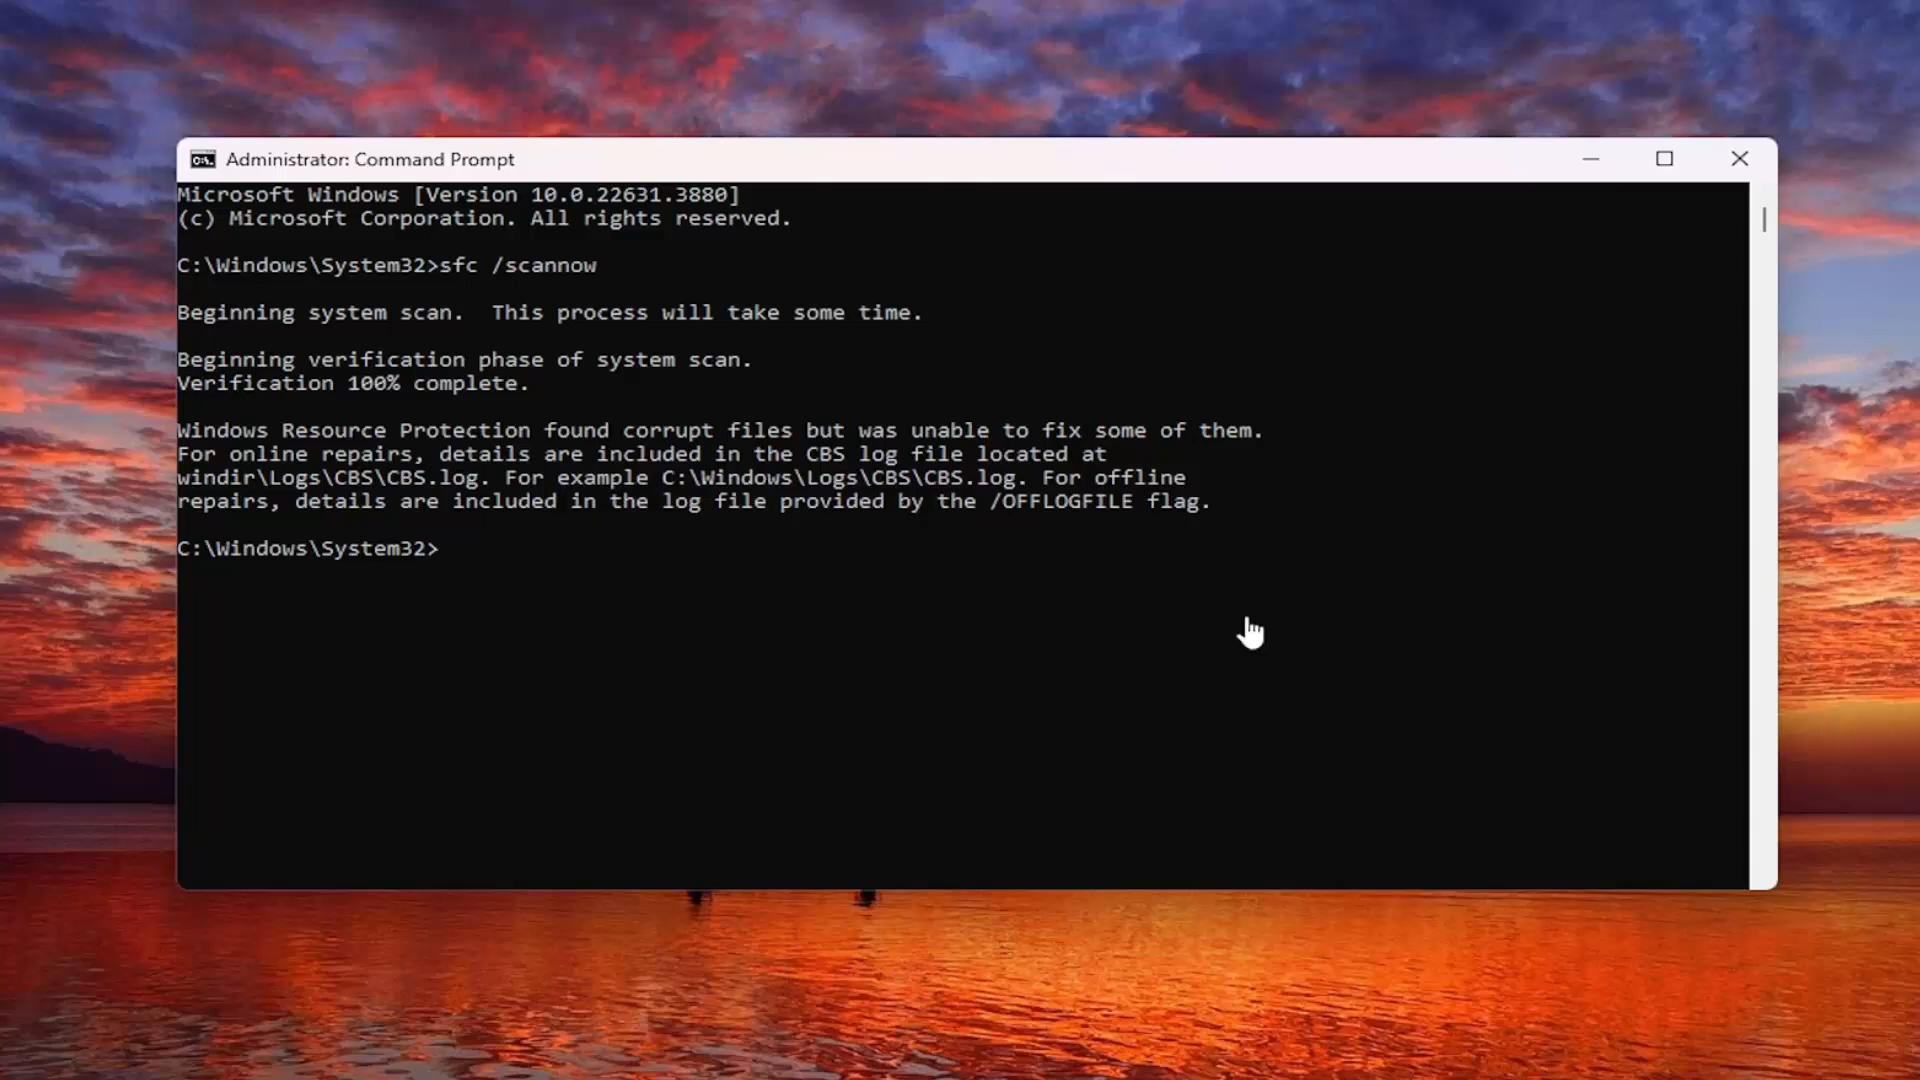 Administrator: Command Prompt
Microsoft Windows [Version 10.0.22631.3880]
(c) Microsoft Corporation. All rights reserved.
C:\Windows\System32>sfc /scannow
Beginning system scan.  This process will take some time.
Beginning verification phase of system scan.
Verification 100% complete.
Windows Resource Protection found corrupt files but was unable to fix some of them.
For online repairs, details are included in the CBS log file located at
windir\Logs\CBS\CBS.log. For example C:\Windows\Logs\CBS\CBS.log. For offline
repairs, details are included in the log file provided by the /OFFLOGFILE flag.
C:\Windows\System32>